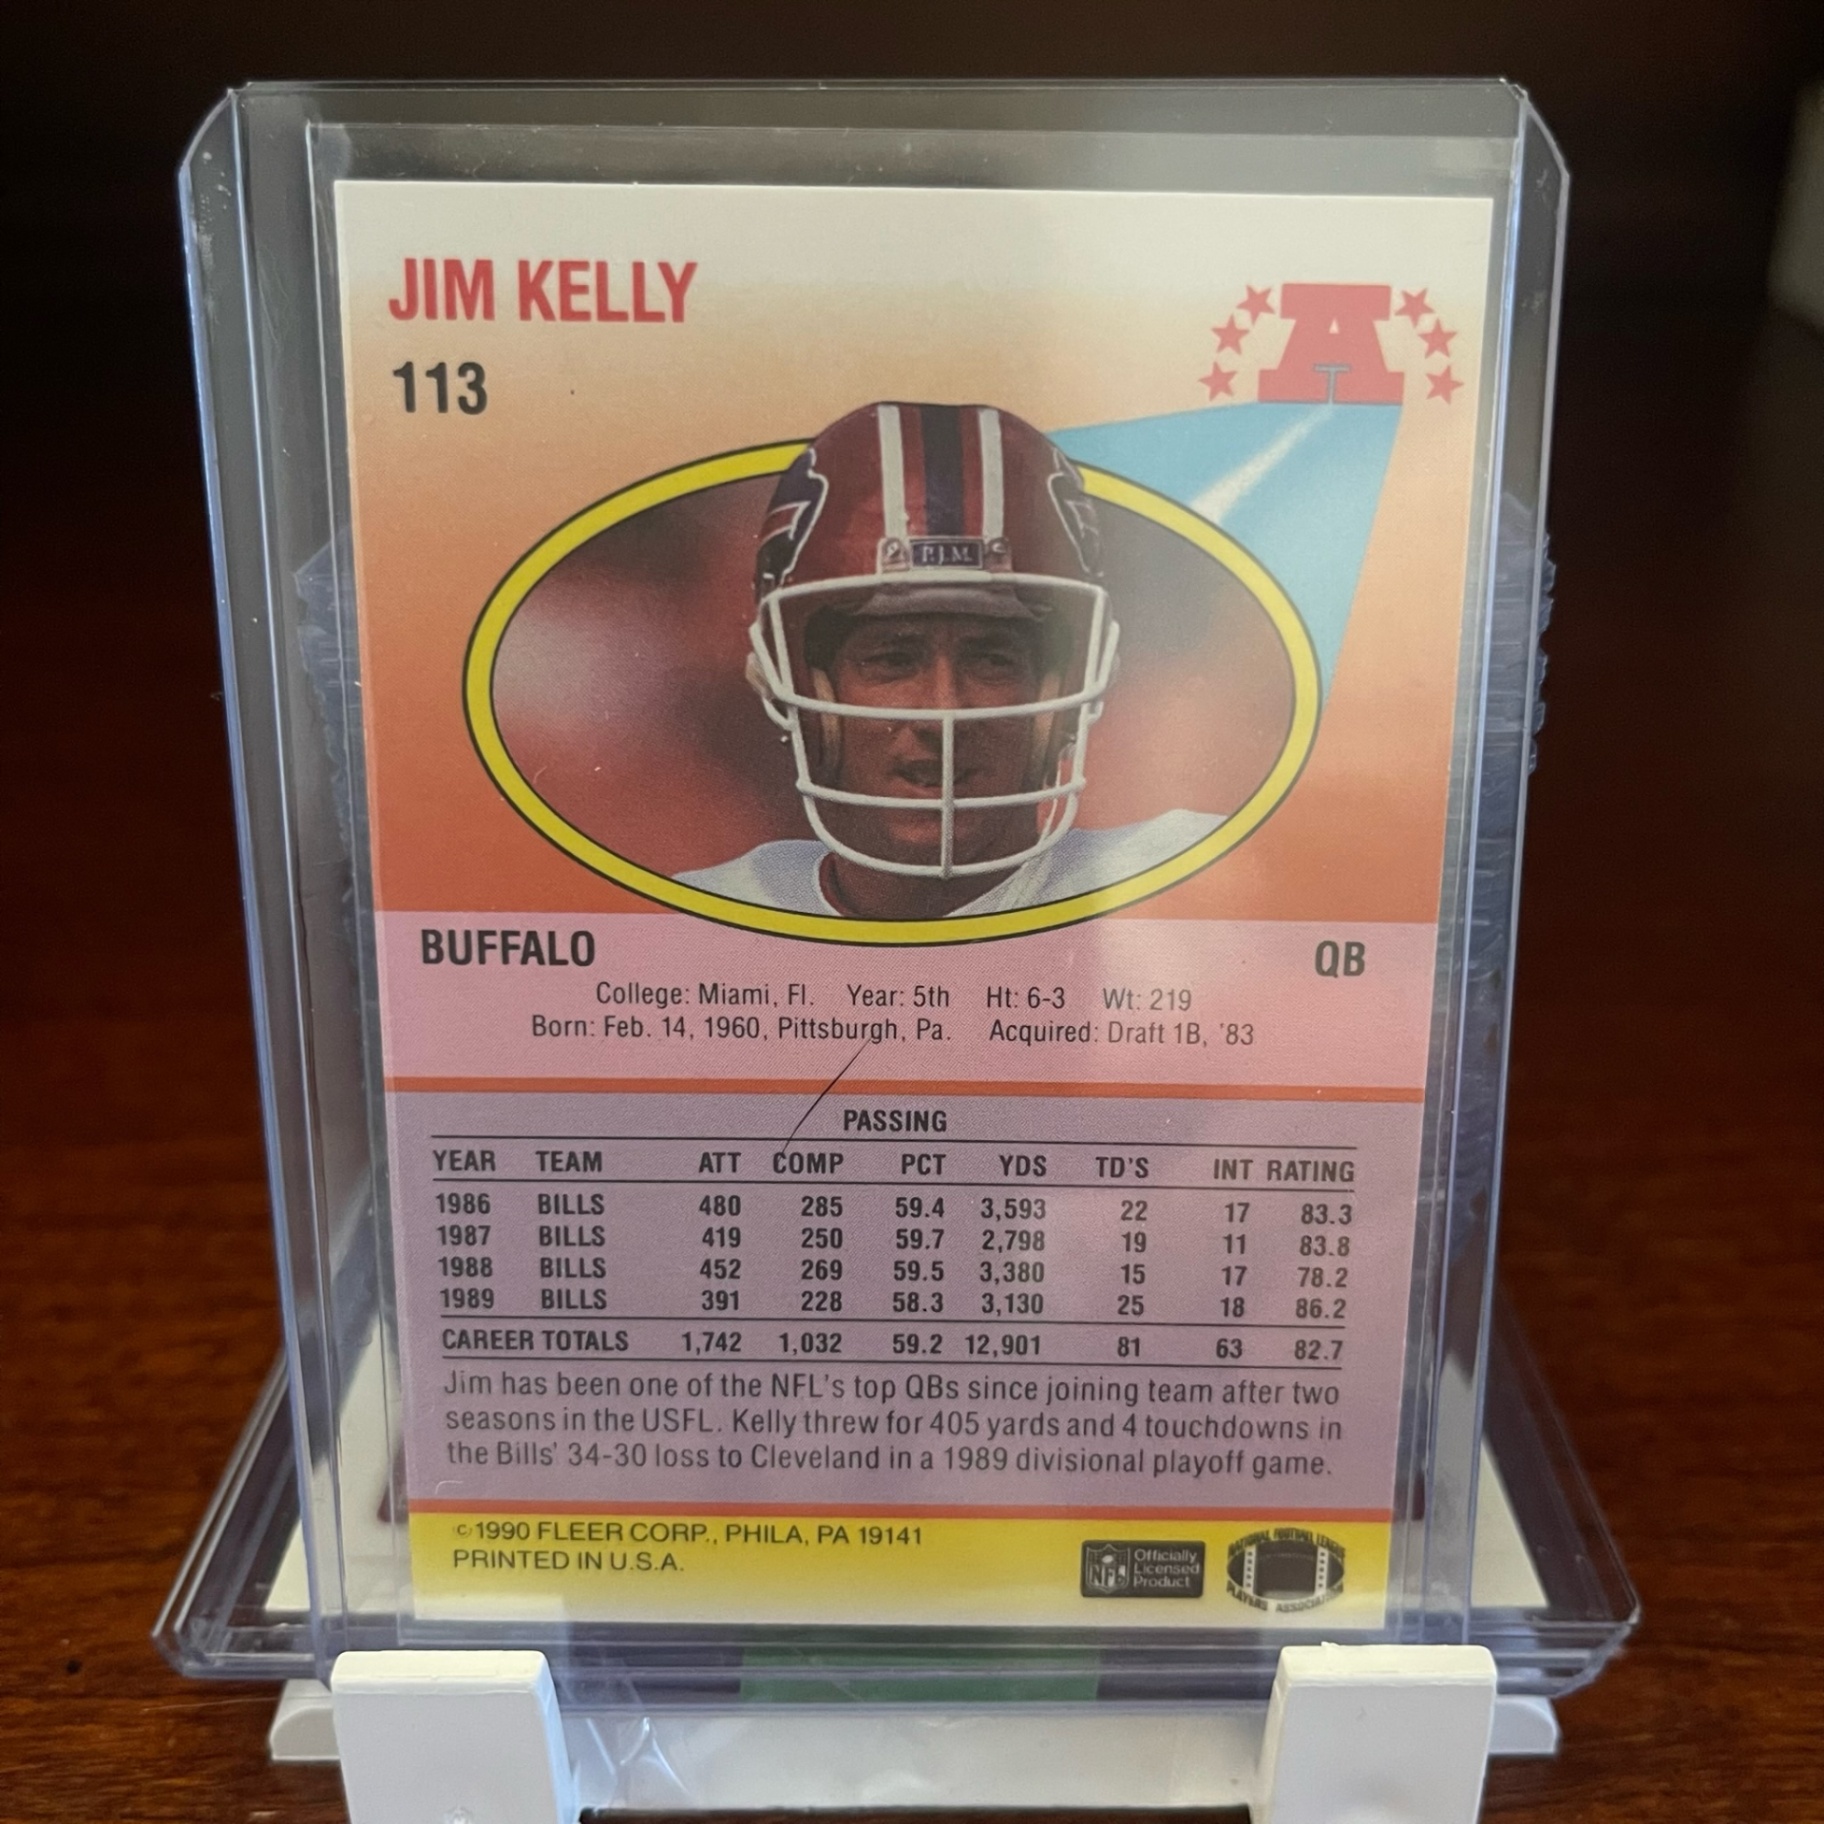 JIM KELLY
113
A
P.J.M.
BUFFALO QB
College: Miami, Fl. Year: 5th Ht: 6-3 Wt: 219
Born: Feb. 14, 1960, Pittsburgh, Pa. Acquired: Draft 1B, '83
PASSING
YEAR TEAM ATT COMP PCT YDS TD'S INT RATING
1986 BILLS 480 285 59.4 3,593 22 17 83.3
1987 BILLS 419 250 59.7 2,798 19 11 83.8
1988 BILLS 452 269 59.5 3,380 15 17 78.2
1989 BILLS 391 228 58.3 3,130 25 18 86.2
CAREER TOTALS 1,742 1,032 59.2 12,901 81 63 82.7
Jim has been one of the NFL's top QBs since joining team after two
seasons in the USFL. Kelly threw for 405 yards and 4 touchdowns in
the Bills' 34-30 loss to Cleveland in a 1989 divisional playoff game.
©1990 FLEER CORP., PHILA, PA 19141
PRINTED IN U.S.A.
NFL
Officially
Licensed
Product
NATIONAL FOOTBALL LEAGUE
PLAYERS ASSOCIATION